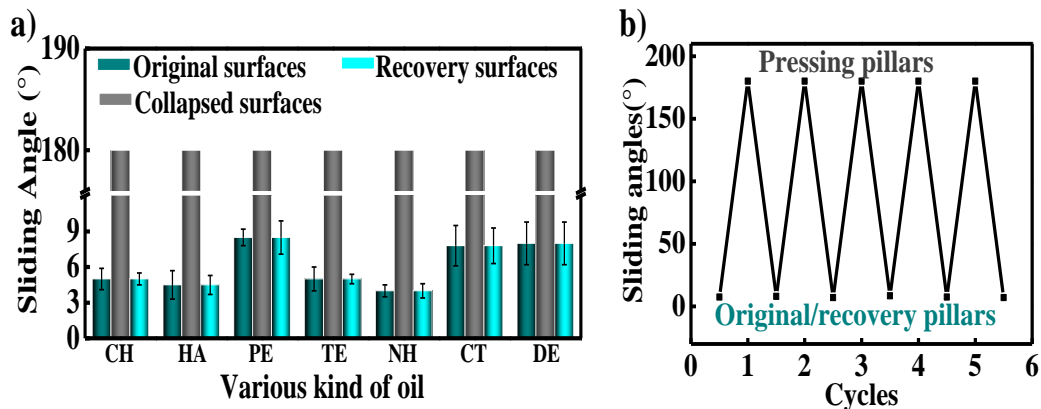 a)
190
180
9
6
3
0
Sliding Angle (°)
Original surfaces
Recovery surfaces
Collapsed surfaces
CH HA PE TE NH CT DE
Various kind of oil
b)
200
150
100
50
0
Sliding angles(°)
Pressing pillars
Original/recovery pillars
0 1 2 3 4 5 6
Cycles